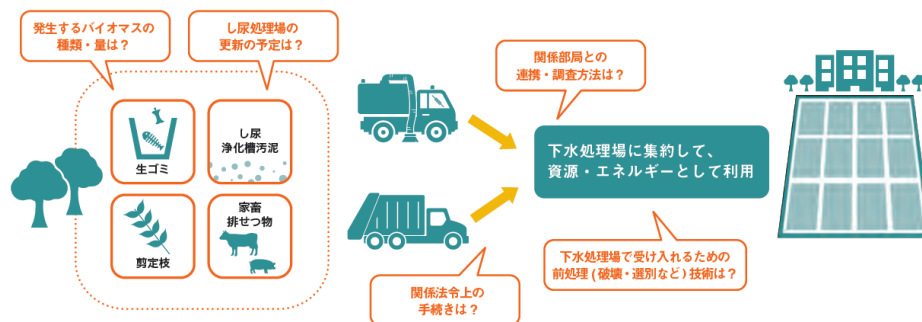 発生するバイオマスの
種類・量は？
し尿処理場の
更新の予定は？
関係部局との
連携・調査方法は？
生ゴミ
し尿
浄化槽汚泥
剪定枝
家畜
排せつ物
下水処理場に集約して、
資源・エネルギーとして利用
関係法令上の
手続きは？
下水処理場で受け入れるための
前処理(破壊・選別など)技術は？